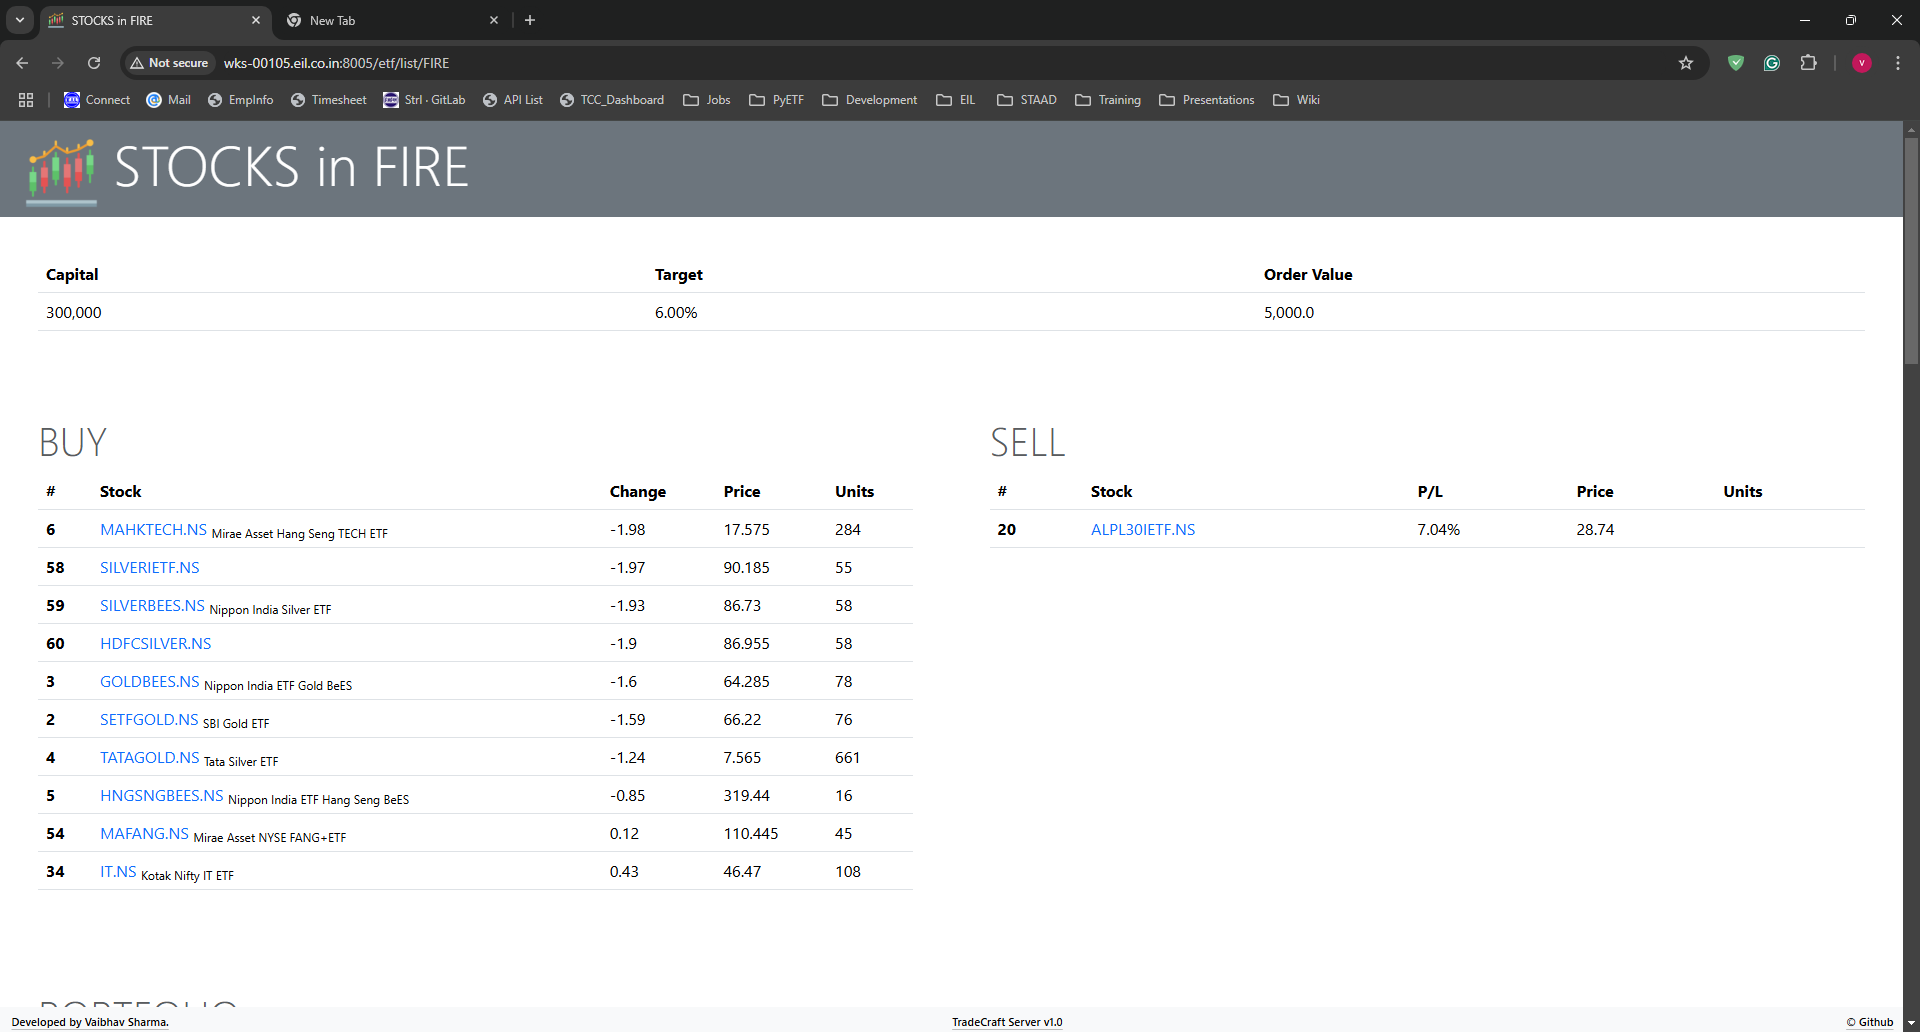 STOCKS in FIRE
New Tab
Not secure
wks-00105.eil.co.in:8005/etf/list/FIRE
V
Connect
Mail
EmpInfo
Timesheet
Strl · GitLab
API List
TCC_Dashboard
Jobs
PyETF
Development
EIL
STAAD
Training
Presentations
Wiki
STOCKS in FIRE
Capital Target Order Value
300,000 6.00% 5,000.0
BUY
# Stock Change Price Units
6 MAHKTECH.NS Mirae Asset Hang Seng TECH ETF -1.98 17.575 284
58 SILVERIETF.NS -1.97 90.185 55
59 SILVERBEES.NS Nippon India Silver ETF -1.93 86.73 58
60 HDFCSILVER.NS -1.9 86.955 58
3 GOLDBEES.NS Nippon India ETF Gold BeES -1.6 64.285 78
2 SETFGOLD.NS SBI Gold ETF -1.59 66.22 76
4 TATAGOLD.NS Tata Silver ETF -1.24 7.565 661
5 HNGSNGBEES.NS Nippon India ETF Hang Seng BeES -0.85 319.44 16
54 MAFANG.NS Mirae Asset NYSE FANG+ETF 0.12 110.445 45
34 IT.NS Kotak Nifty IT ETF 0.43 46.47 108
SELL
# Stock P/L Price Units
20 ALPL30IETF.NS 7.04% 28.74
PORTFOLIO
Developed by Vaibhav Sharma.
TradeCraft Server v1.0
© Github